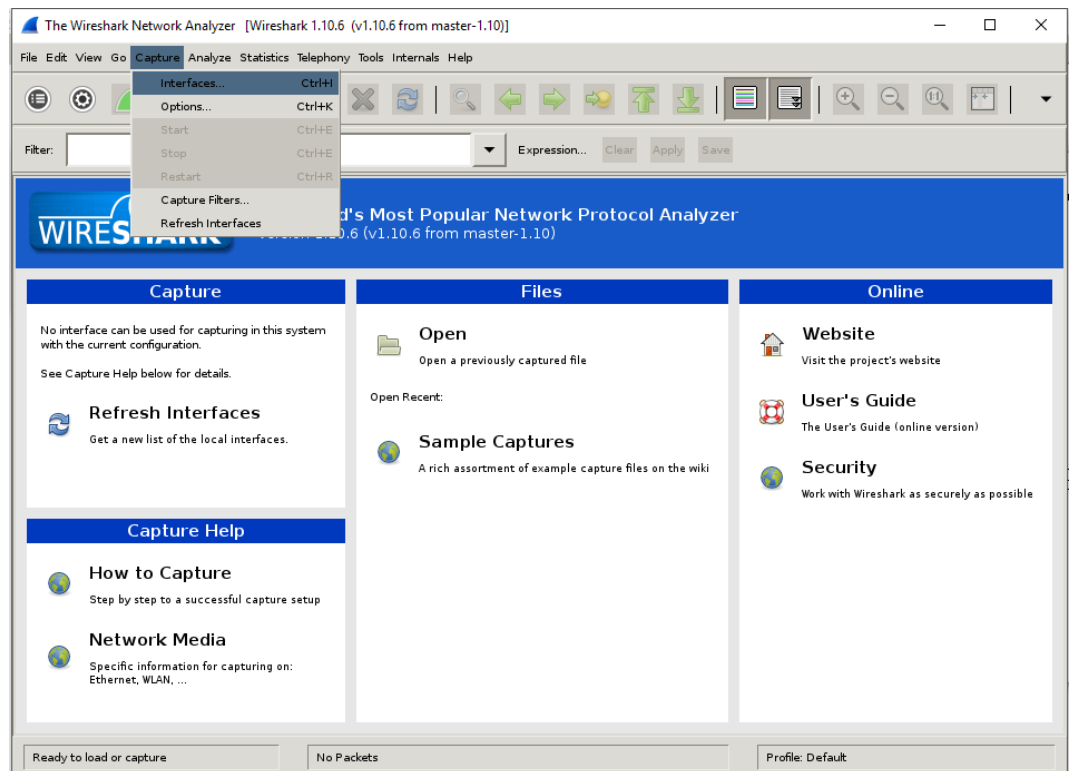 The Wireshark Network Analyzer [Wireshark 1.10.6 (v1.10.6 from master-1.10)]
File Edit View Go Capture Analyze Statistics Telephony Tools Internals Help
Interfaces... Ctrl+I
Options... Ctrl+K
Start Ctrl+E
Stop Ctrl+E
Restart Ctrl+R
Capture Filters...
Refresh Interfaces
Filter: Expression... Clear Apply Save
WIRESHARK
's Most Popular Network Protocol Analyzer
(v1.10.6 from master-1.10)
Capture
No interface can be used for capturing in this system
with the current configuration.
See Capture Help below for details.
Refresh Interfaces
Get a new list of the local interfaces.
Capture Help
How to Capture
Step by step to a successful capture setup
Network Media
Specific information for capturing on:
Ethernet, WLAN, ...
Files
Open
Open a previously captured file
Open Recent:
Sample Captures
A rich assortment of example capture files on the wiki
Online
Website
Visit the project's website
User's Guide
The User's Guide (online version)
Security
Work with Wireshark as securely as possible
Ready to load or capture
No Packets
Profile: Default